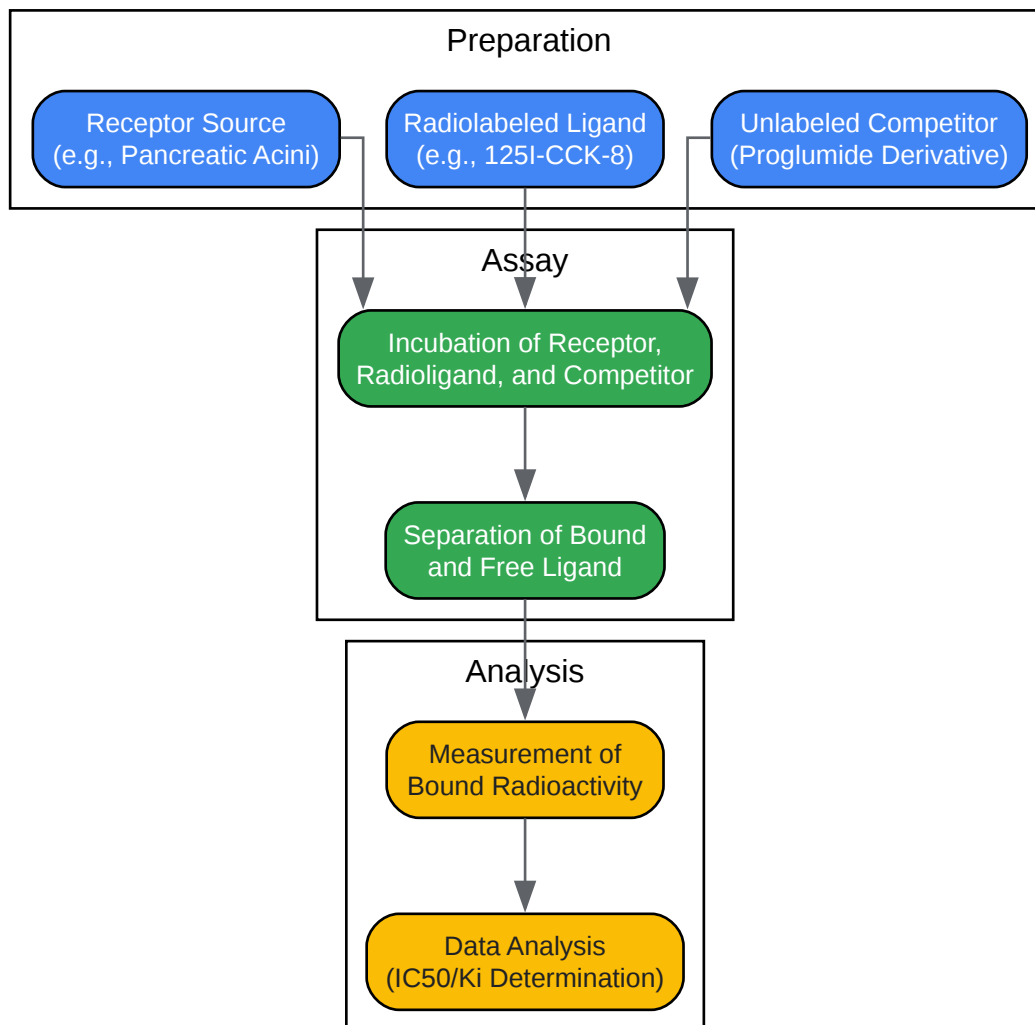 Preparation
Receptor Source
(e.g., Pancreatic Acini)
Radiolabeled Ligand
(e.g., 125I-CCK-8)
Unlabeled Competitor
(Proglumide Derivative)
Assay
Incubation of Receptor,
Radioligand, and Competitor
Separation of Bound
and Free Ligand
Analysis
Measurement of
Bound Radioactivity
Data Analysis
(IC50/Ki Determination)